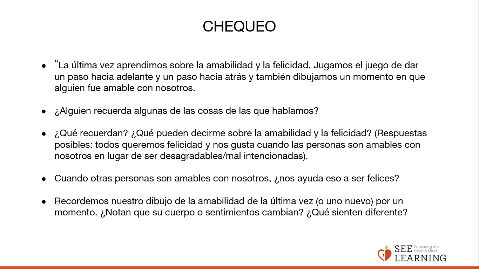 CHEQUEO
● "La última vez aprendimos sobre la amabilidad y la felicidad. Jugamos el juego de dar
un paso hacia adelante y un paso hacia atrás y también dibujamos un momento en que
alguien fue amable con nosotros.
● ¿Alguien recuerda algunas de las cosas de las que hablamos?
● ¿Qué recuerdan? ¿Qué pueden decirme sobre la amabilidad y la felicidad? (Respuestas
posibles: todos queremos felicidad y nos gusta cuando las personas son amables con
nosotros en lugar de ser desagradables/mal intencionadas).
● Cuando otras personas son amables con nosotros, ¿nos ayuda eso a ser felices?
● Recordemos nuestro dibujo de la amabilidad de la última vez (o uno nuevo) por un
momento. ¿Notan que su cuerpo o sentimientos cambian? ¿Qué sienten diferente?
SEE
LEARNING